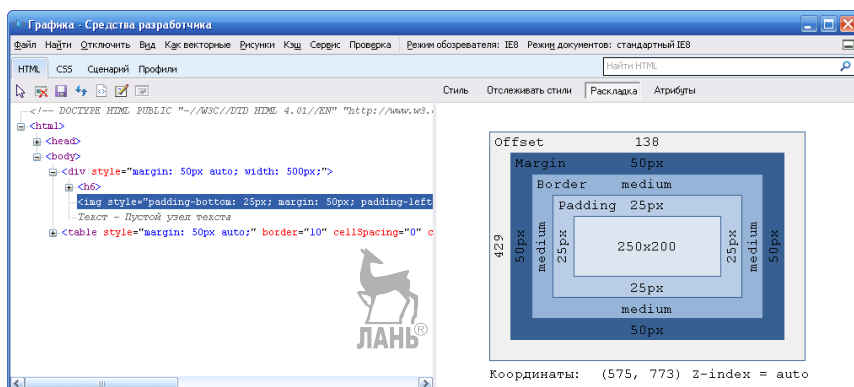 Графика - Средства разработчика
Файл Найти Отключить Вид Как векторные Рисунки Кэш Сервис Проверка Режим обозревателя: IE8 Режим документов: стандартный IE8
HTML CSS Сценарий Профили Найти HTML
Стиль Отслеживать стили Раскладка Атрибуты
<!-- DOCTYPE HTML PUBLIC "-//W3C//DTD HTML 4.01//EN" "http://www.w3.
<html>
<head>
<body>
<div style="margin: 50px auto; width: 500px;">
<h6>
<img style="padding-bottom: 25px; margin: 50px; padding-left
Текст - Пустой узел текста
<table style="margin: 50px auto;" border="10" cellSpacing="0" c
ЛАНЬ®
Offset 138
Margin 50px
Border medium
Padding 25px
429 50px medium 25px 250x200 25px medium 50px
25px
medium
50px
Координаты: (575, 773) Z-index = auto